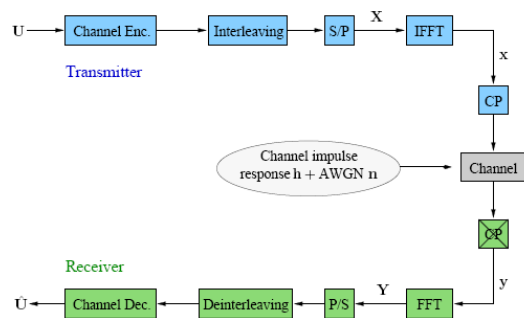 U
Channel Enc.
Interleaving
S/P
X
IFFT
Transmitter
x
CP
Channel impulse
response h + AWGN n
Channel
CP
Receiver
y
Û
Channel Dec.
Deinterleaving
P/S
Y
FFT